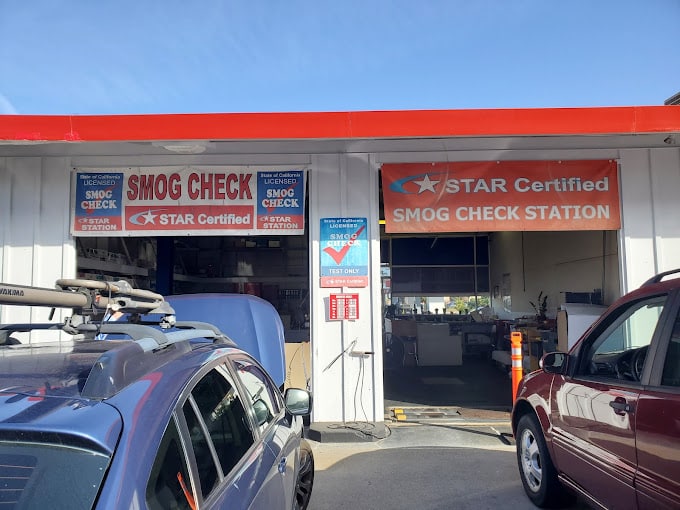 State of California
LICENSED
SMOG
CHECK
STAR
STATION
SMOG CHECK
STAR Certified
State of California
LICENSED
SMOG
CHECK
STAR
STATION
STAR Certified
SMOG CHECK STATION
State of California
LICENSED
SMOG
CHECK
TEST ONLY
YAKIMA